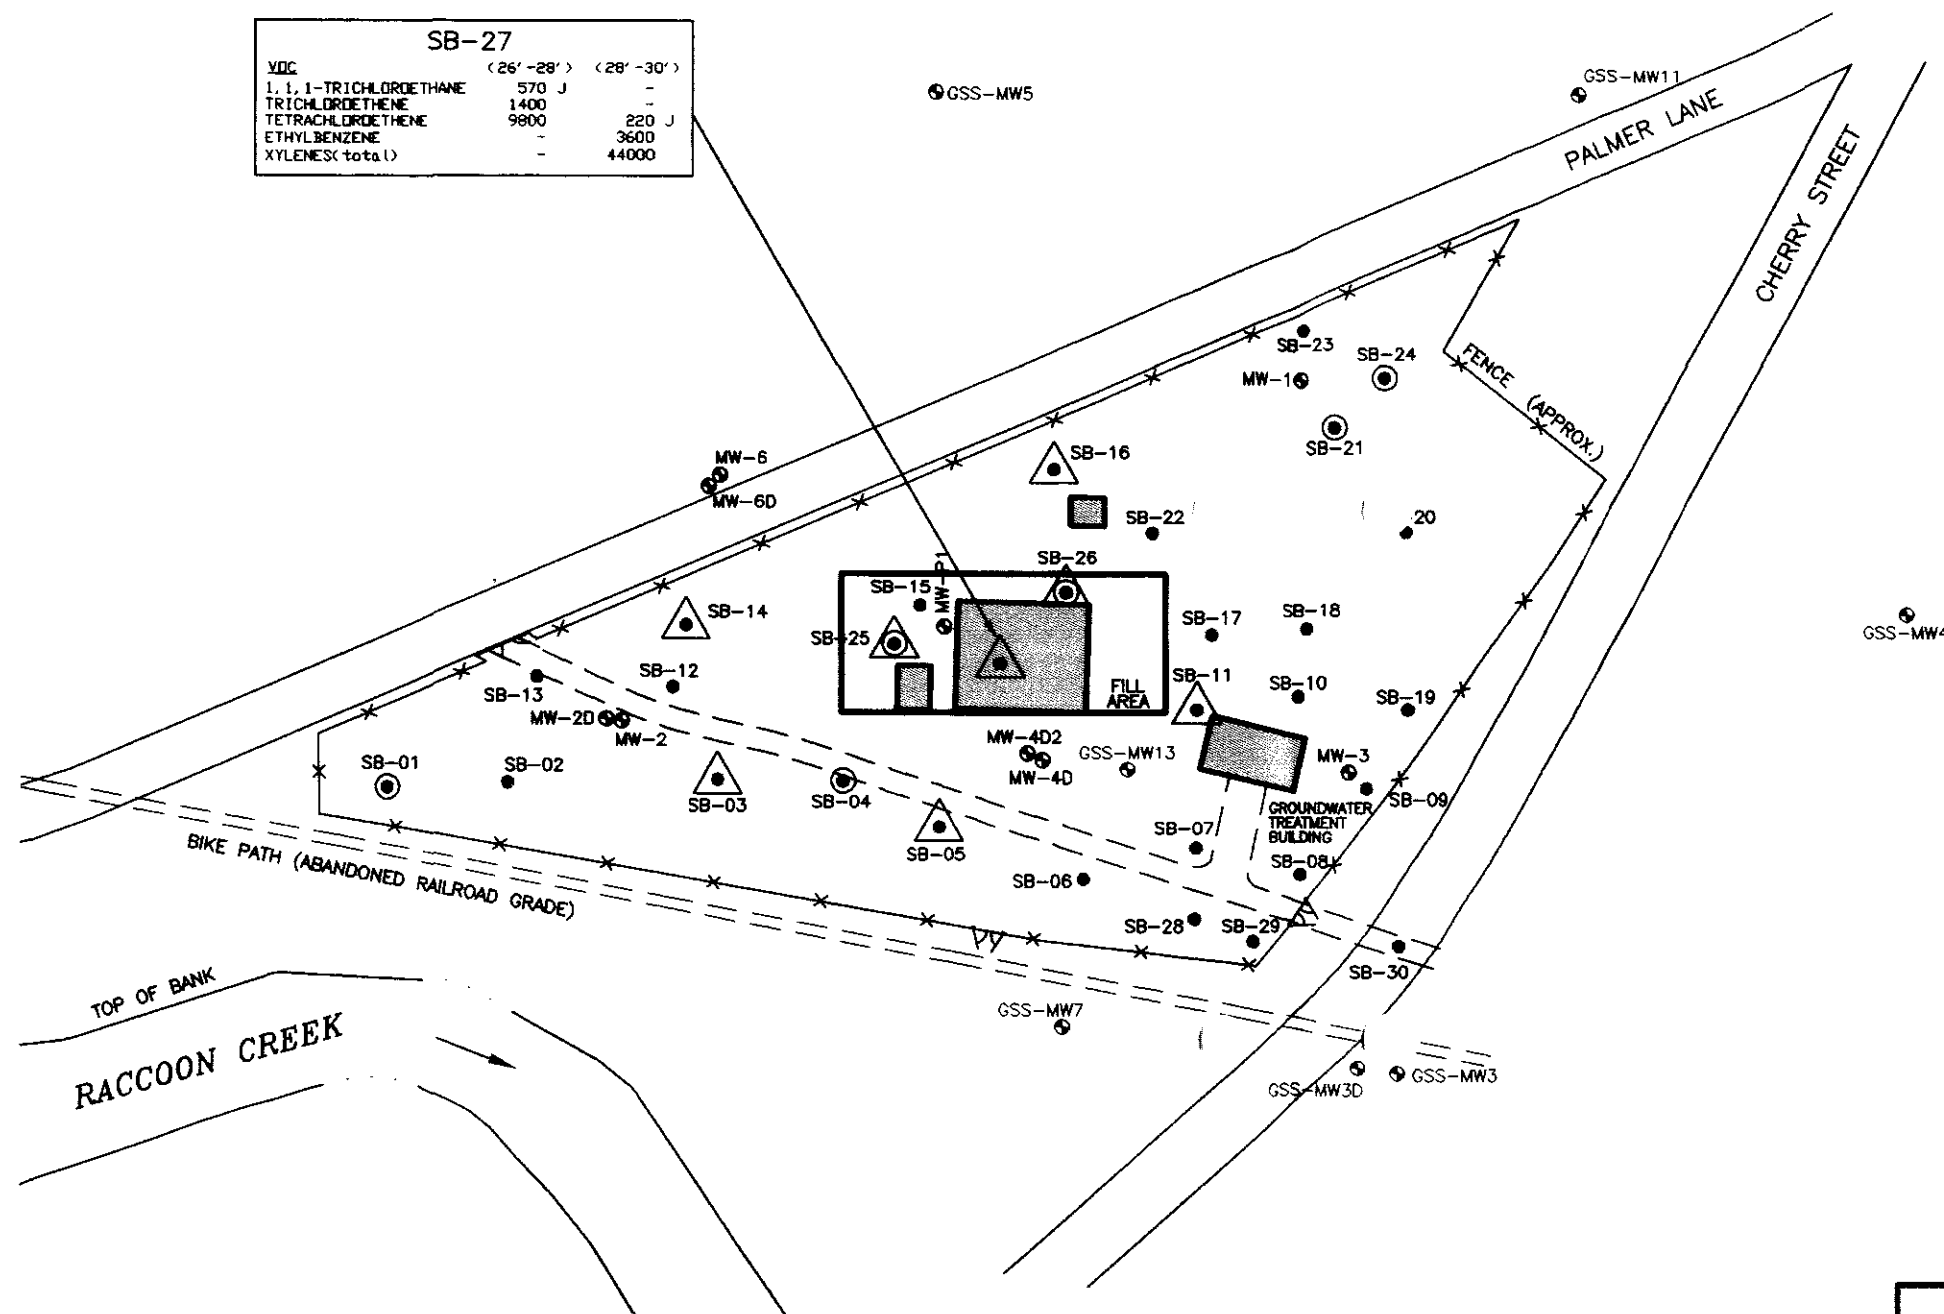 SB-27
VOC (26'-28') (28'-30')
1,1,1-TRICHLOROETHANE 570 J -
TRICHLOROETHENE 1400 -
TETRACHLOROETHENE 9800 220 J
ETHYLBENZENE - 3600
XYLENES(total) - 44000
GSS-MW5
GSS-MW11
PALMER LANE
CHERRY STREET
SB-23
SB-24
MW-1
FENCE (APPROX.)
SB-21
SB-16
MW-6
MW-6D
SB-22
20
SB-26
SB-15
MW-P1
SB-14
SB-25
SB-17
SB-18
GSS-MW4
SB-12
SB-13
SB-11
SB-10
SB-19
FILL
AREA
MW-2D
MW-2
MW-4D2
MW-4D
GSS-MW13
MW-3
SB-01
SB-02
SB-03
SB-04
SB-09
GROUNDWATER
TREATMENT
BUILDING
SB-05
SB-07
SB-08
BIKE PATH (ABANDONED RAILROAD GRADE)
SB-06
SB-28
SB-29
SB-30
TOP OF BANK
RACCOON CREEK
GSS-MW7
GSS-MW3D
GSS-MW3